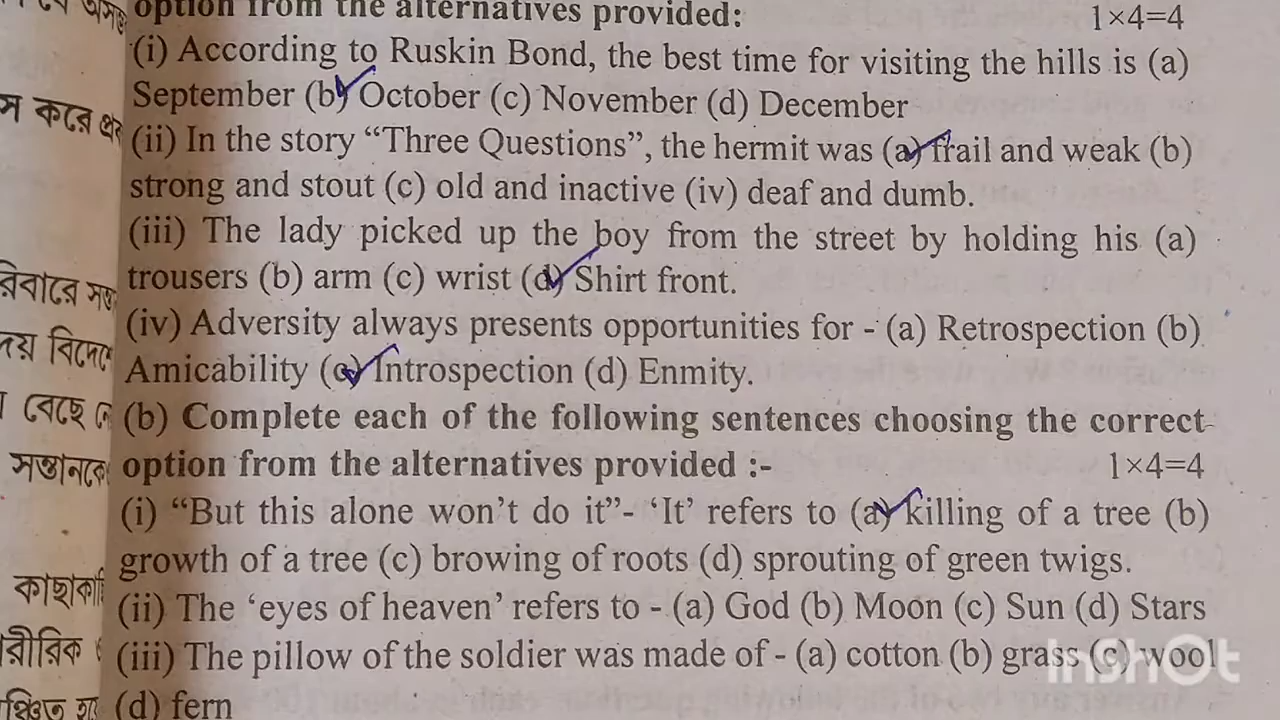 option from the alternatives provided: 1×4=4
(i) According to Ruskin Bond, the best time for visiting the hills is (a)
September (b) October (c) November (d) December
(ii) In the story “Three Questions”, the hermit was (a) frail and weak (b)
strong and stout (c) old and inactive (iv) deaf and dumb.
(iii) The lady picked up the boy from the street by holding his (a)
trousers (b) arm (c) wrist (d) Shirt front.
(iv) Adversity always presents opportunities for - (a) Retrospection (b)
Amicability (c) Introspection (d) Enmity.
(b) Complete each of the following sentences choosing the correct
option from the alternatives provided :- 1×4=4
(i) “But this alone won’t do it”- ‘It’ refers to (a) killing of a tree (b)
growth of a tree (c) browing of roots (d) sprouting of green twigs.
(ii) The ‘eyes of heaven’ refers to - (a) God (b) Moon (c) Sun (d) Stars
(iii) The pillow of the soldier was made of - (a) cotton (b) grass (c) wool
(d) fern
স করে
রিবারে
বিদেশে
বেছে
সন্তানকে
InShOt